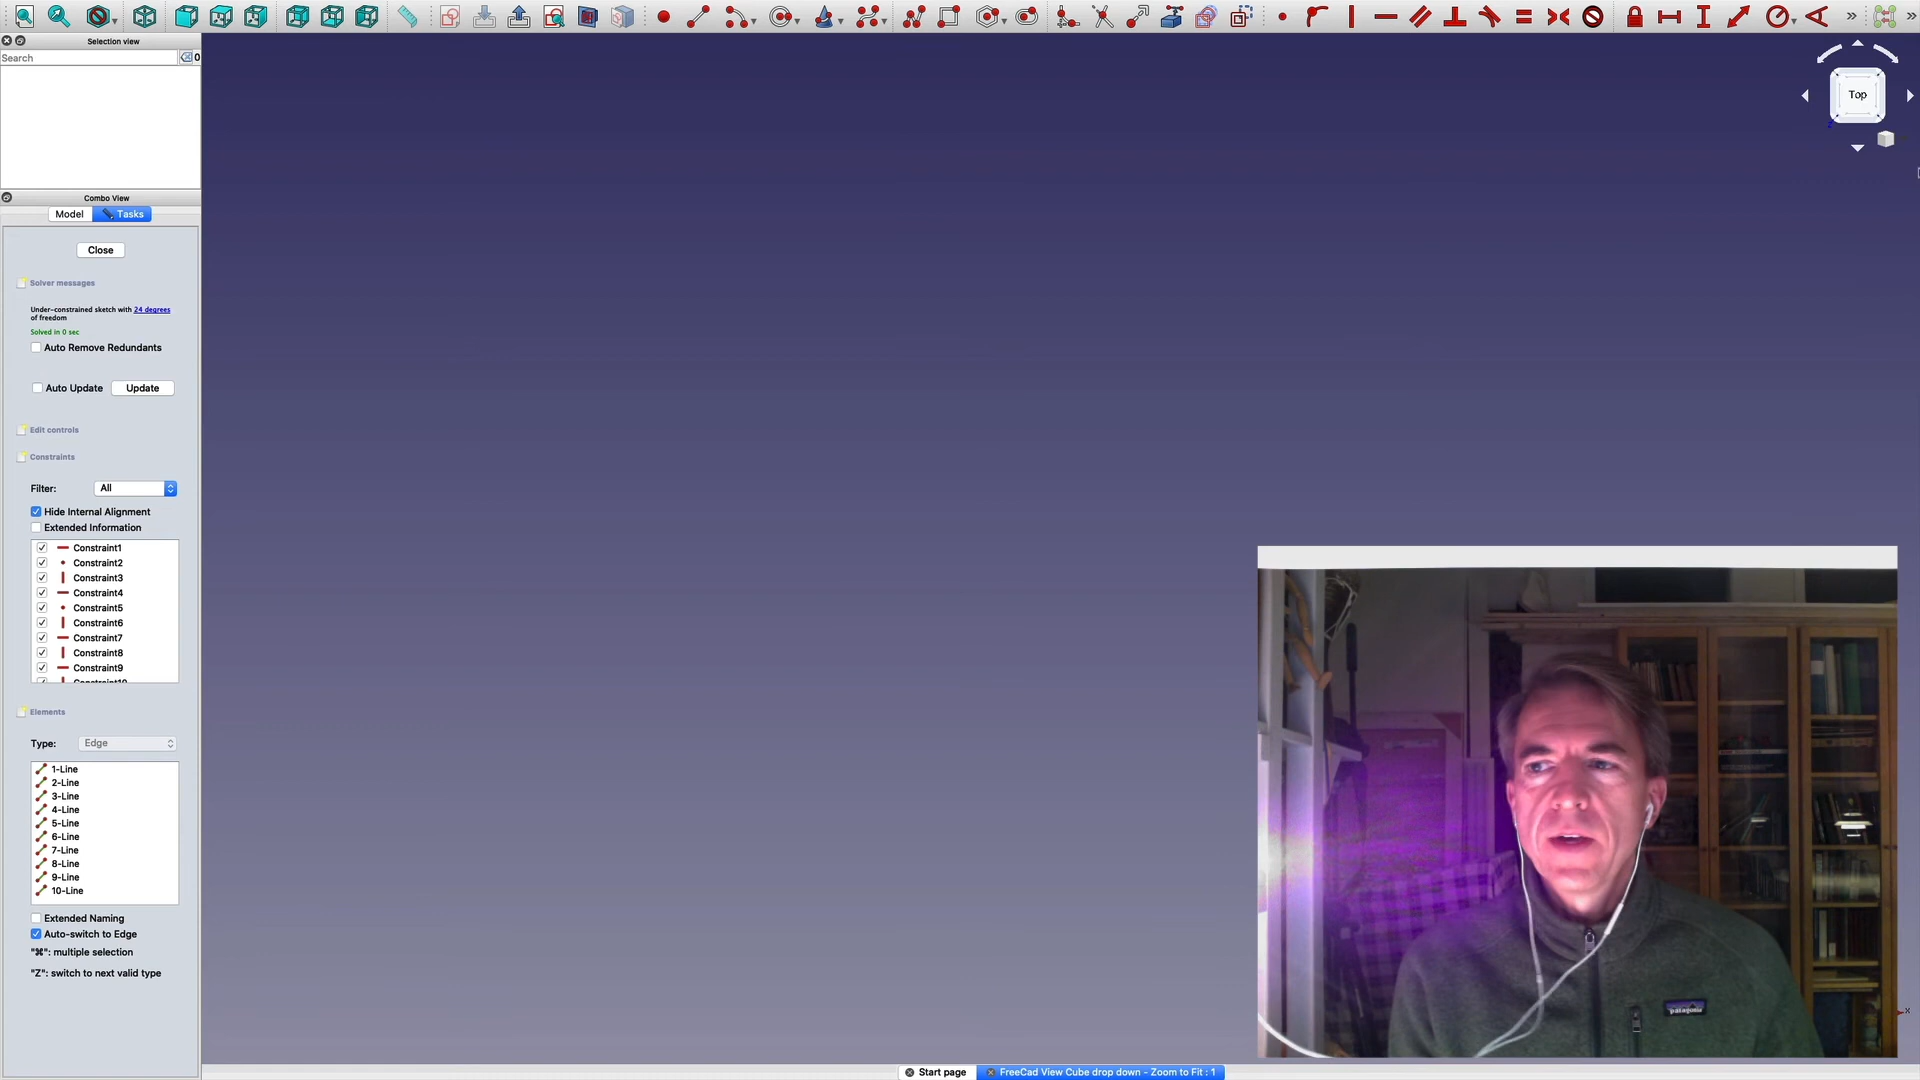 Selection view
Search
0
Top
Combo View
Model
Tasks
Close
Solver messages
Under-constrained sketch with 24 degrees
of freedom
Solved in 0 sec
Auto Remove Redundants
Auto Update
Update
Edit controls
Constraints
Filter:
All
Hide Internal Alignment
Extended Information
Constraint1
Constraint2
Constraint3
Constraint4
Constraint5
Constraint6
Constraint7
Constraint8
Constraint9
Constraint10
Elements
Type:
Edge
1-Line
2-Line
3-Line
4-Line
5-Line
6-Line
7-Line
8-Line
9-Line
10-Line
Extended Naming
Auto-switch to Edge
"⌘": multiple selection
"Z": switch to next valid type
patagonia
x
Start page
FreeCad View Cube drop down - Zoom to Fit : 1